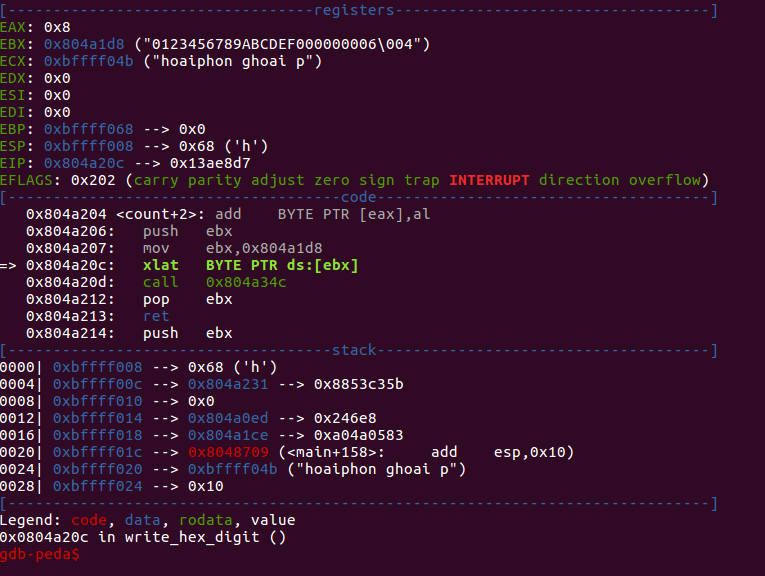 [----------------------------------registers-----------------------------------]
EAX: 0x8
EBX: 0x804a1d8 ("0123456789ABCDEF000000006\004")
ECX: 0xbffff04b ("hoaiphon ghoai p")
EDX: 0x0
ESI: 0x0
EDI: 0x0
EBP: 0xbffff068 --> 0x0
ESP: 0xbffff008 --> 0x68 ('h')
EIP: 0x804a20c --> 0x13ae8d7
EFLAGS: 0x202 (carry parity adjust zero sign trap INTERRUPT direction overflow)
[-------------------------------------code-------------------------------------]
   0x804a204 <count+2>:	add    BYTE PTR [eax],al
   0x804a206:	push   ebx
   0x804a207:	mov    ebx,0x804a1d8
=> 0x804a20c:	xlat   BYTE PTR ds:[ebx]
   0x804a20d:	call   0x804a34c
   0x804a212:	pop    ebx
   0x804a213:	ret
   0x804a214:	push   ebx
[------------------------------------stack-------------------------------------]
0000| 0xbffff008 --> 0x68 ('h')
0004| 0xbffff00c --> 0x804a231 --> 0x8853c35b
0008| 0xbffff010 --> 0x0
0012| 0xbffff014 --> 0x804a0ed --> 0x246e8
0016| 0xbffff018 --> 0x804a1ce --> 0xa04a0583
0020| 0xbffff01c --> 0x8048709 (<main+158>:	add    esp,0x10)
0024| 0xbffff020 --> 0xbffff04b ("hoaiphon ghoai p")
0028| 0xbffff024 --> 0x10
[------------------------------------------------------------------------------]
Legend: code, data, rodata, value
0x0804a20c in write_hex_digit ()
gdb-peda$